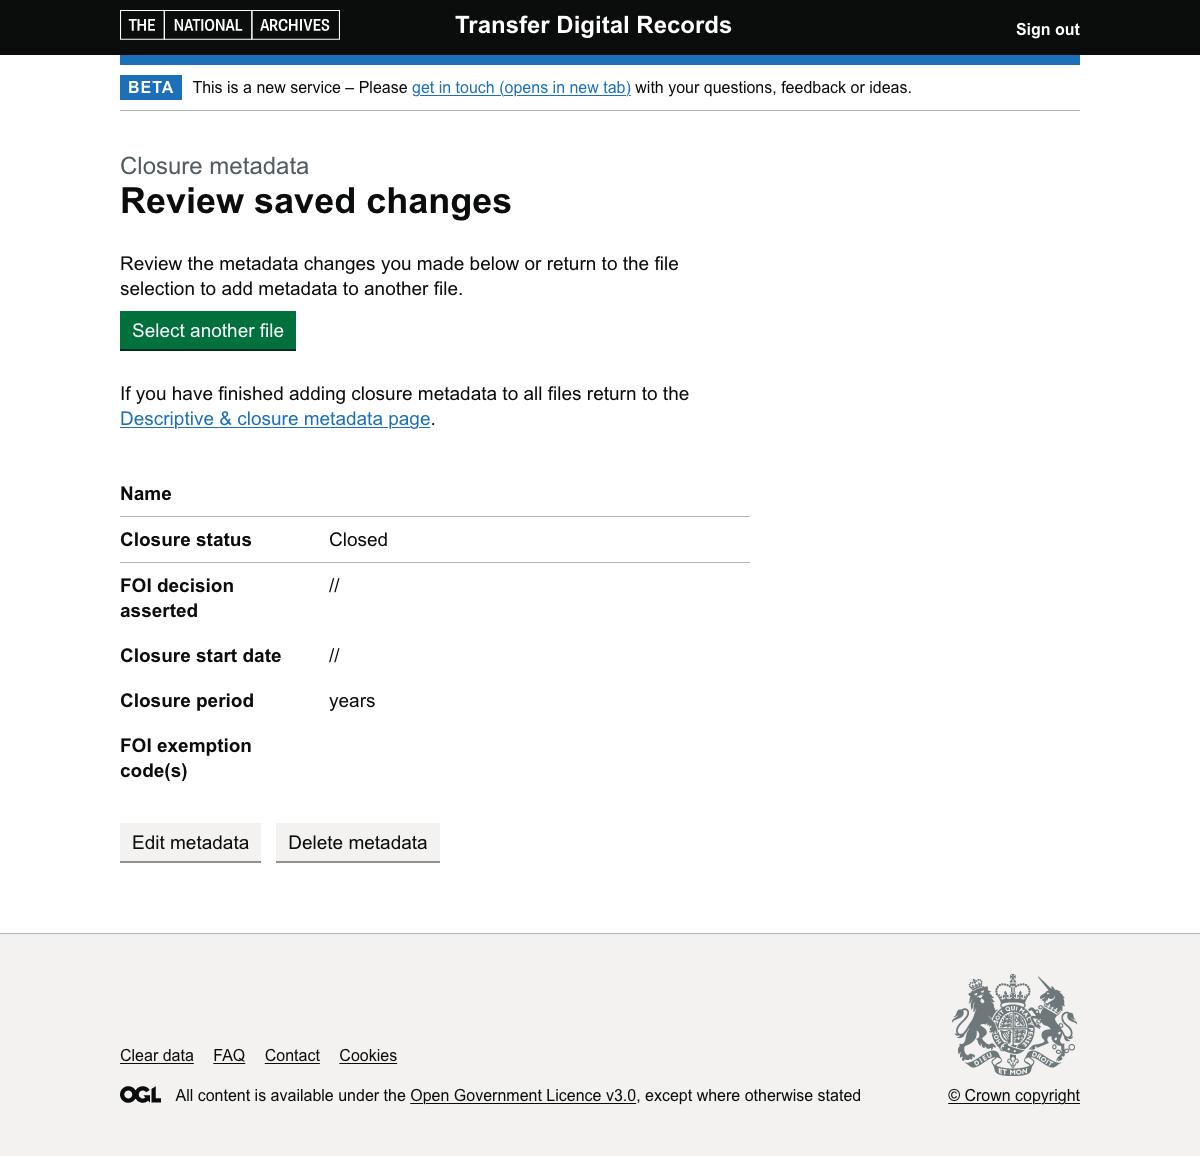 THE NATIONAL ARCHIVES
Transfer Digital Records
Sign out
BETA This is a new service – Please get in touch (opens in new tab) with your questions, feedback or ideas.
Closure metadata
Review saved changes
Review the metadata changes you made below or return to the file
selection to add metadata to another file.
Select another file
If you have finished adding closure metadata to all files return to the
Descriptive & closure metadata page.
Name
Closure status Closed
FOI decision
asserted
//
Closure start date //
Closure period years
FOI exemption
code(s)
Edit metadata Delete metadata
DIEU ET MON DROIT
Clear data FAQ Contact Cookies
OGL All content is available under the Open Government Licence v3.0, except where otherwise stated
© Crown copyright